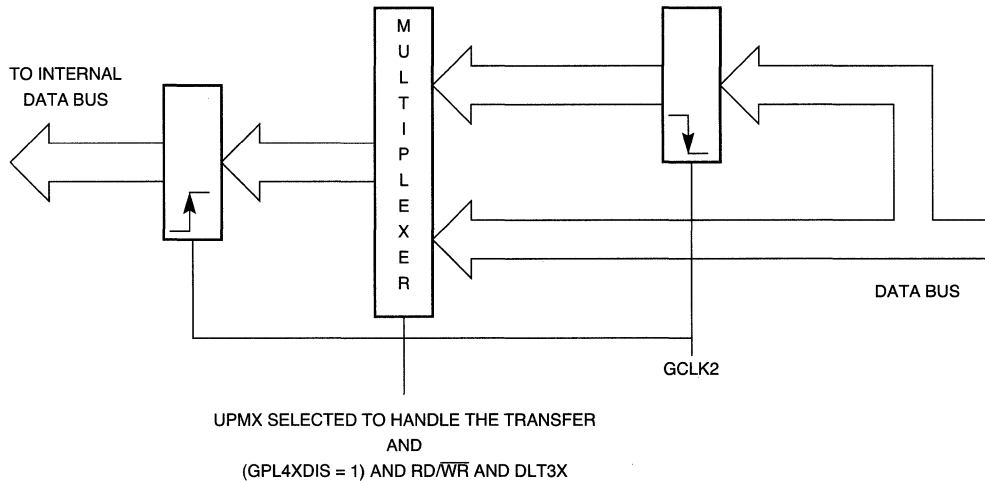 MULTIPLEXER
TO INTERNAL
DATA BUS
DATA BUS
GCLK2
UPMX SELECTED TO HANDLE THE TRANSFER
AND
(GPL4XDIS = 1) AND RD/W̅R̅ AND DLT3X